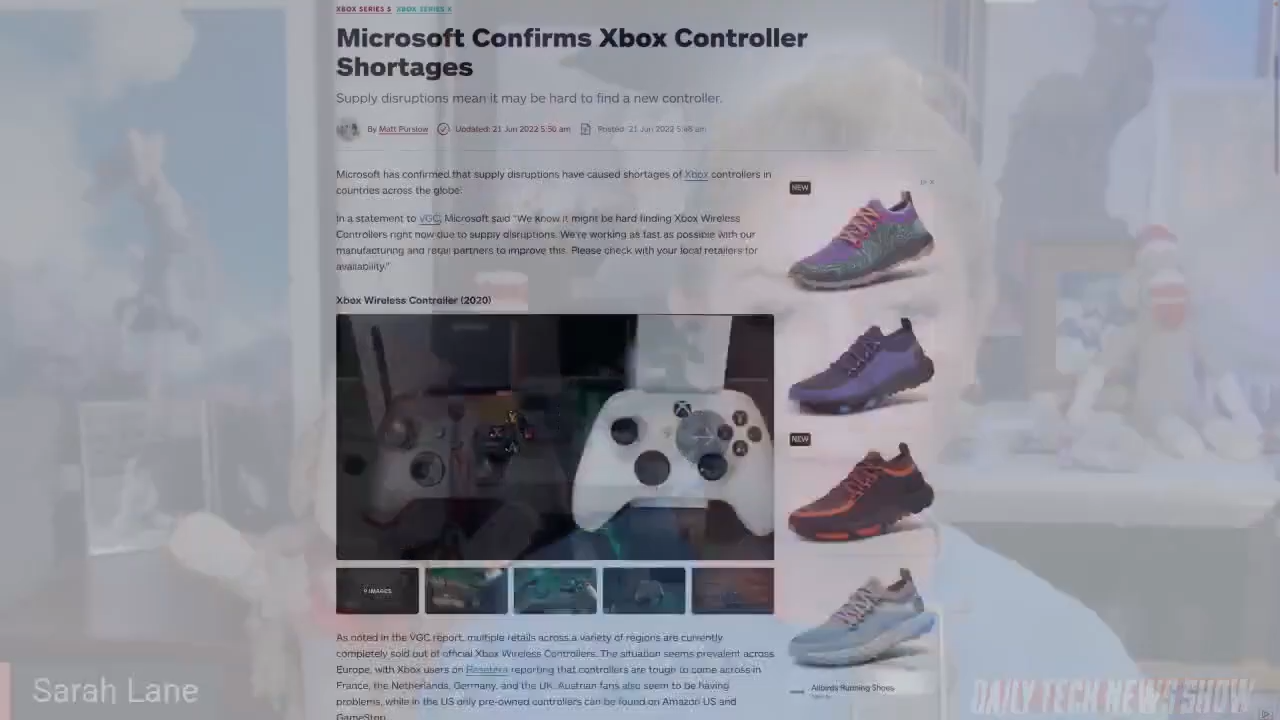 XBOX SERIES S XBOX SERIES X
Microsoft Confirms Xbox Controller
Shortages
Supply disruptions mean it may be hard to find a new controller.
By Matt Purslow Updated: 21 Jun 2022 5:50 am Posted: 21 Jun 2022 5:48 am
Microsoft has confirmed that supply disruptions have caused shortages of Xbox controllers in
countries across the globe.
In a statement to VGC, Microsoft said "We know it might be hard finding Xbox Wireless
Controllers right now due to supply disruptions. We're working as fast as possible with our
manufacturing and retail partners to improve this. Please check with your local retailers for
availability."
Xbox Wireless Controller (2020)
9 IMAGES
As noted in the VGC report, multiple retails across a variety of regions are currently
completely sold out of official Xbox Wireless Controllers. The situation seems prevalent across
Europe, with Xbox users on Resetera reporting that controllers are tough to come across in
France, the Netherlands, Germany, and the UK. Austrian fans also seem to be having
problems, while in the US only pre-owned controllers can be found on Amazon US and
GameStop.
NEW
NEW
Allbirds Running Shoes
Sarah Lane
DAILY TECH NEWS SHOW